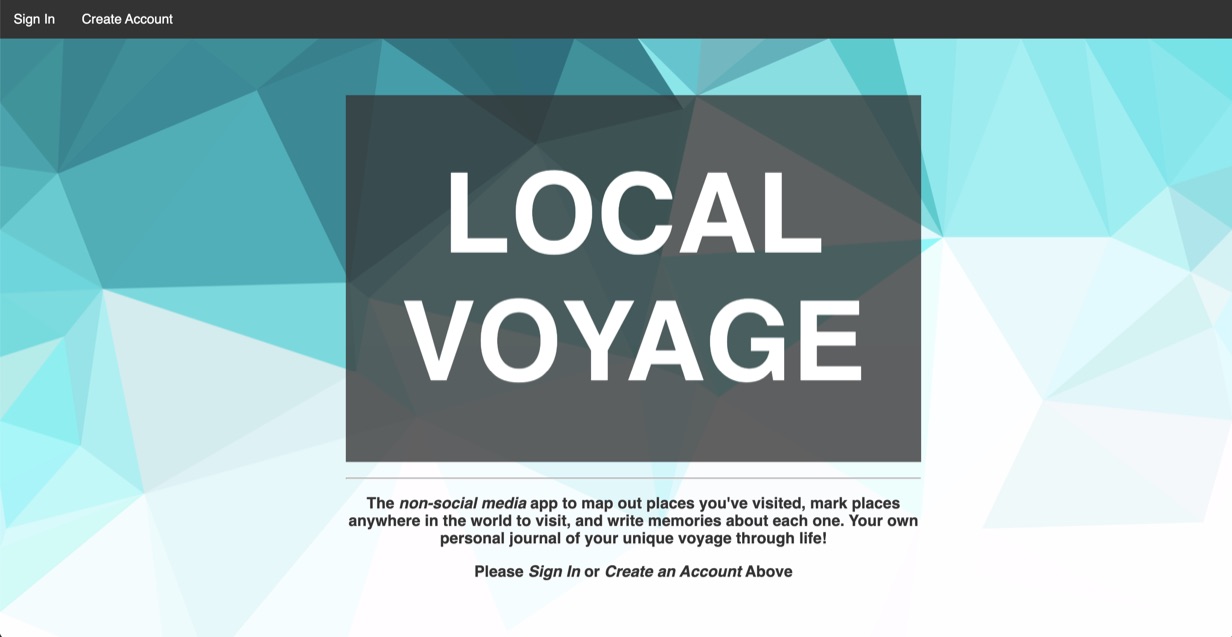 Sign In Create Account
LOCAL
VOYAGE
The non-social media app to map out places you've visited, mark places
anywhere in the world to visit, and write memories about each one. Your own
personal journal of your unique voyage through life!
Please Sign In or Create an Account Above